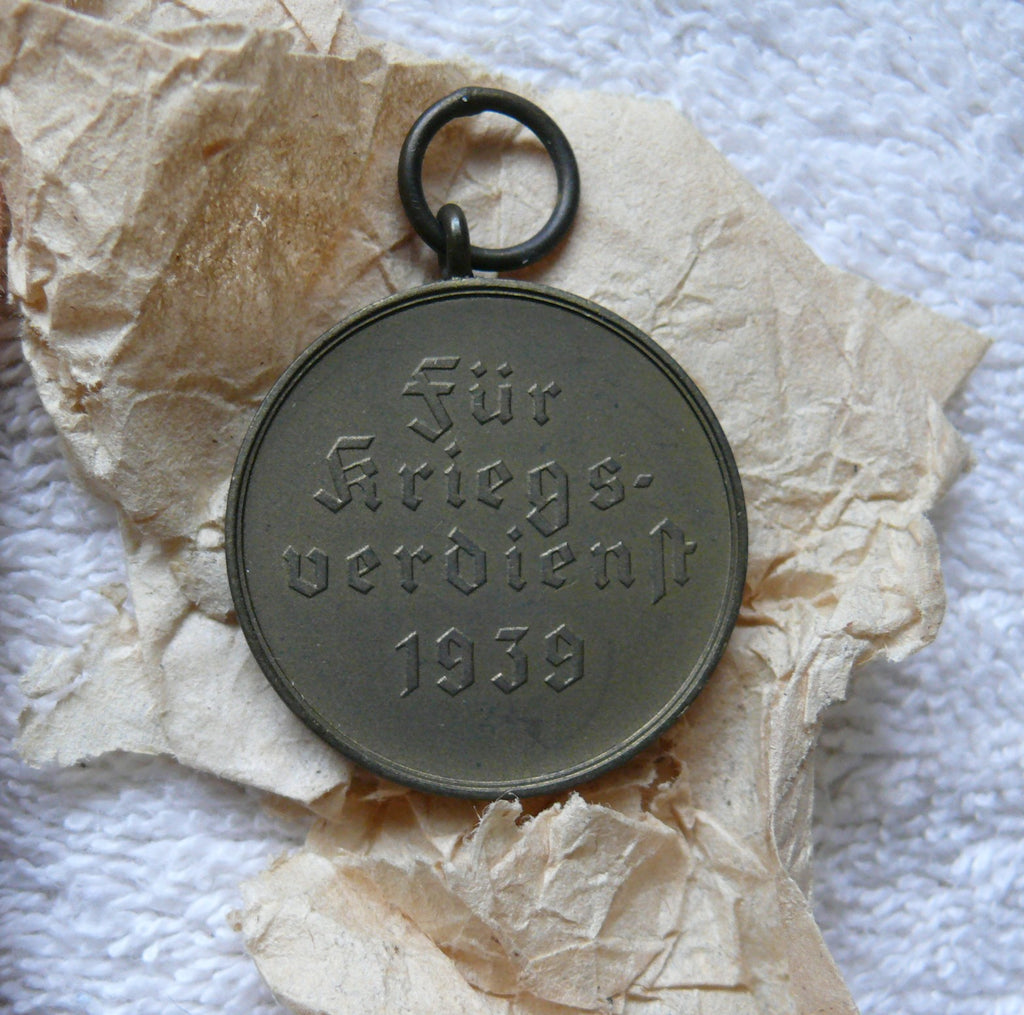 Für
Kriegs-
verdienst
1939